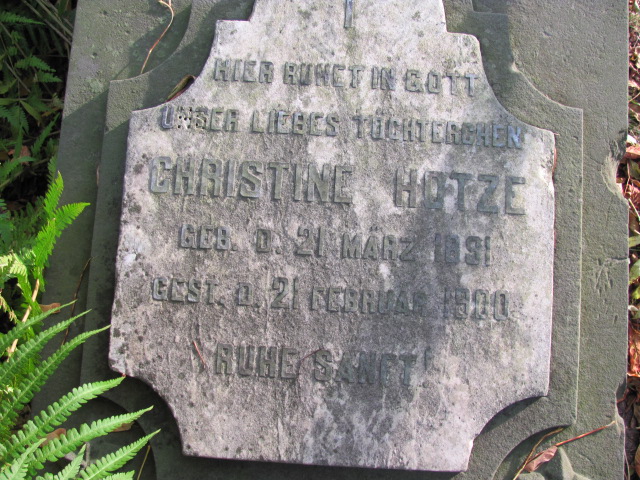 HIER RUHET IN GOTT
UNSER LIEBES TÖCHTERCHEN
CHRISTINE HOTZE
GEB. D. 21 MÄRZ 1891
GEST. D. 21 FEBRUAR 1900
RUHE SANFT!